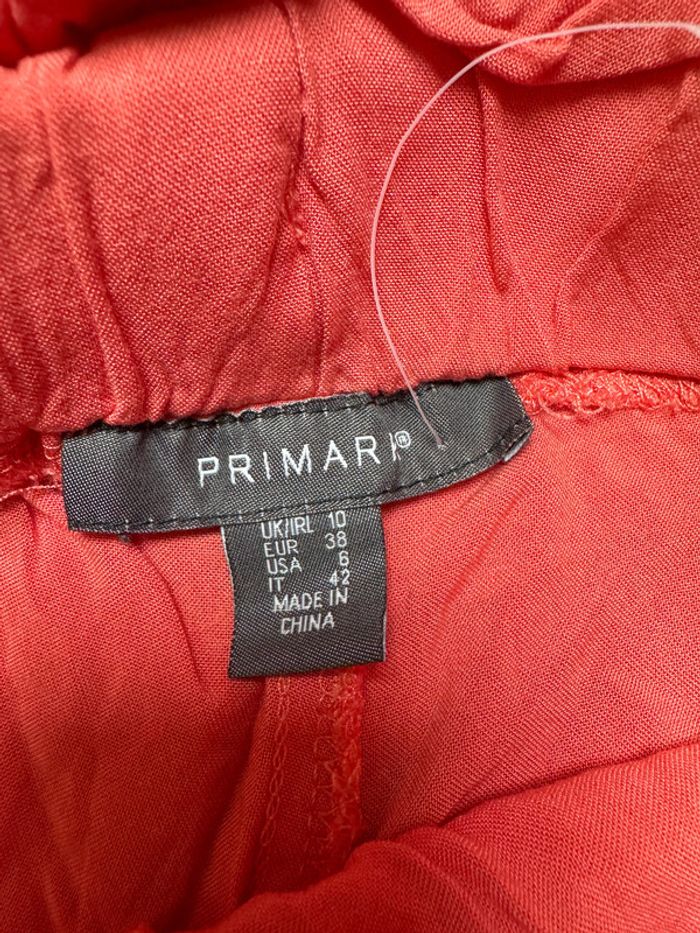 PRIMARK®
UK/IRL 10
EUR 38
USA 6
IT 42
MADE IN
CHINA